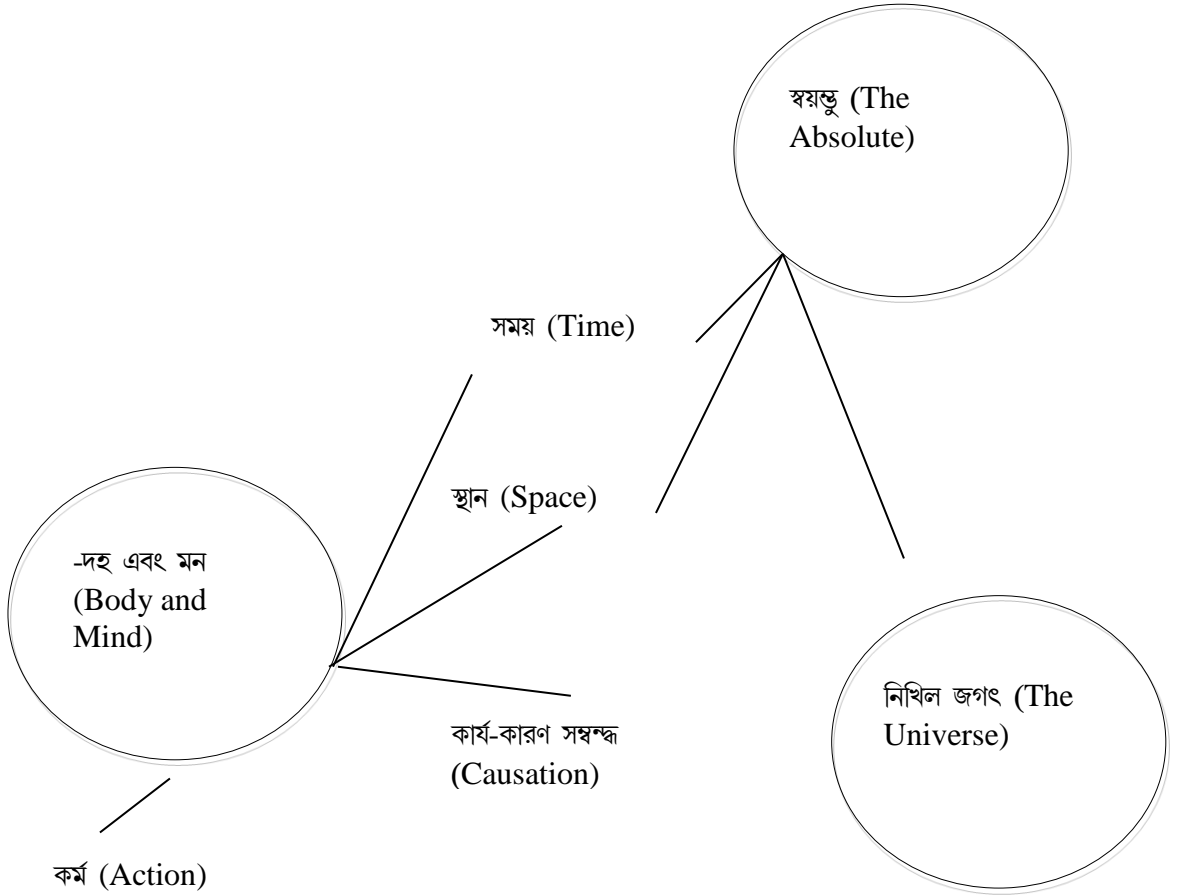 স্বয়ম্ভু (The
Absolute)
সময় (Time)
স্থান (Space)
-দহ এবং মন
(Body and
Mind)
নিখিল জগৎ (The
Universe)
কার্য-কারণ সম্বন্ধ
(Causation)
কর্ম (Action)